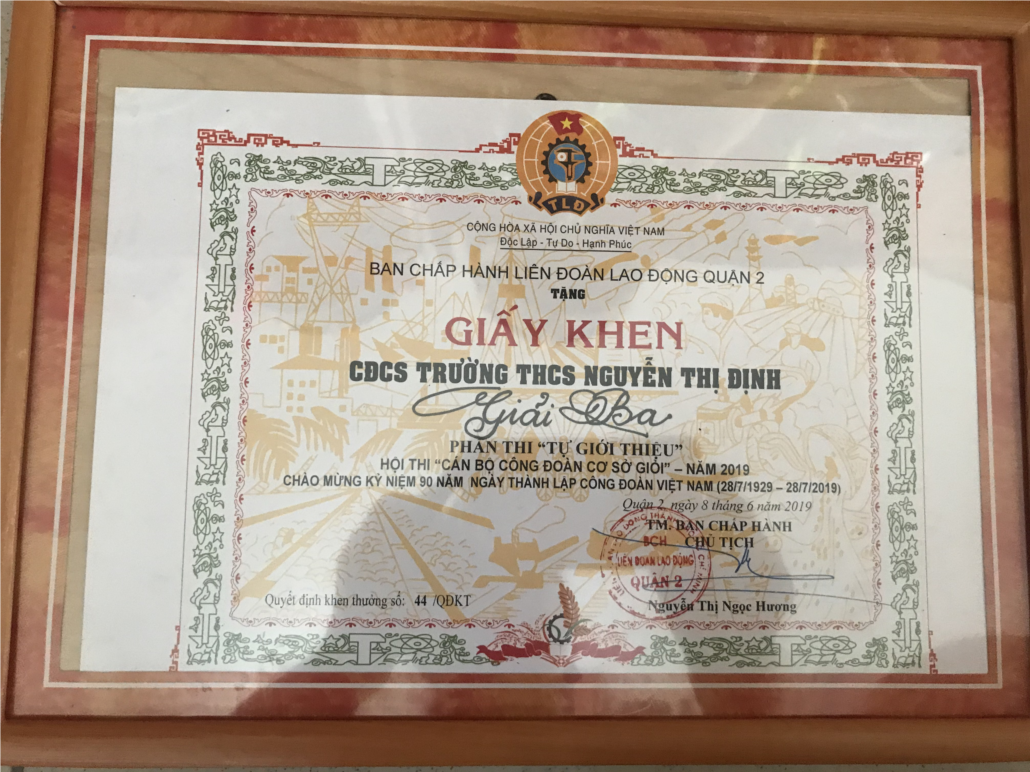 TLĐ
CỘNG HÒA XÃ HỘI CHỦ NGHĨA VIỆT NAM
Độc Lập - Tự Do - Hạnh Phúc
BAN CHẤP HÀNH LIÊN ĐOÀN LAO ĐỘNG QUẬN 2
TẶNG
GIẤY KHEN
CĐCS TRƯỜNG THCS NGUYỄN THỊ ĐỊNH
Giải Ba
PHẦN THI “TỰ GIỚI THIỆU”
HỘI THI “CÁN BỘ CÔNG ĐOÀN CƠ SỞ GIỎI” – NĂM 2019
CHÀO MỪNG KỶ NIỆM 90 NĂM NGÀY THÀNH LẬP CÔNG ĐOÀN VIỆT NAM (28/7/1929 – 28/7/2019)
Quận 2, ngày 8 tháng 6 năm 2019
TM. BAN CHẤP HÀNH
CHỦ TỊCH
BCH
LIÊN ĐOÀN LAO ĐỘNG
QUẬN 2
Quyết định khen thưởng số: 44 /QĐKT
Nguyễn Thị Ngọc Hương